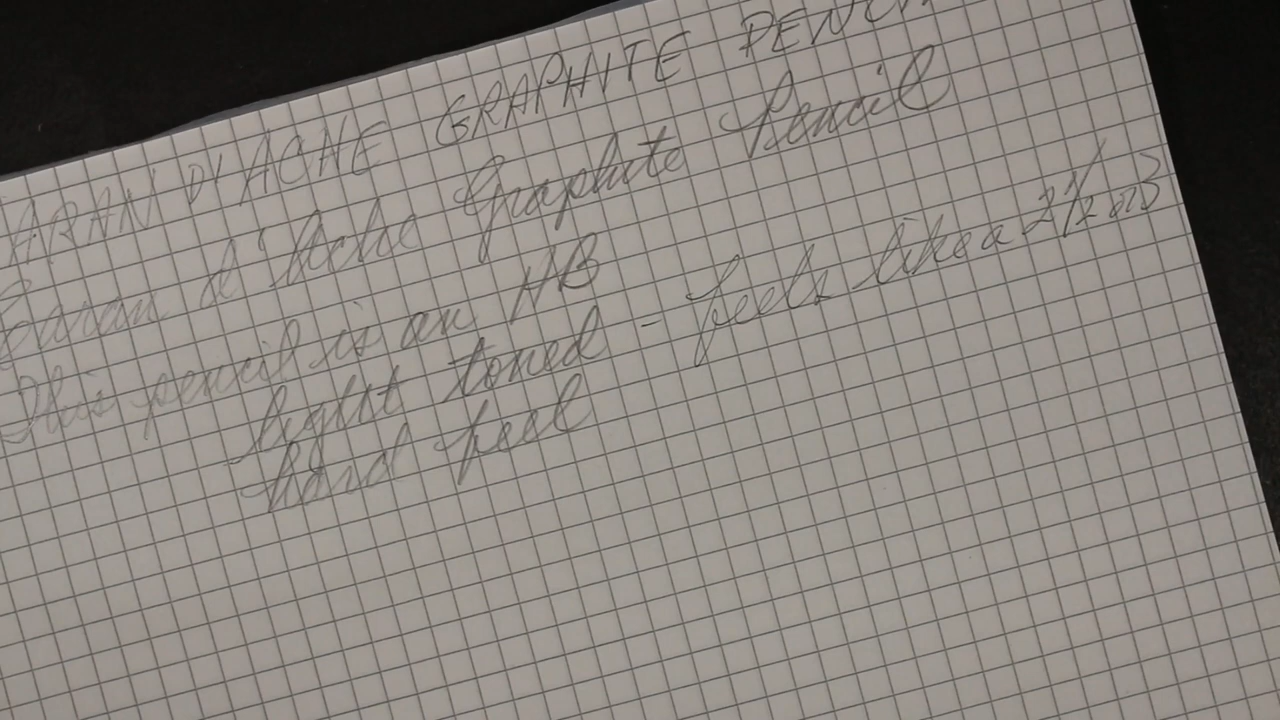 ARAN D'ACHE GRAPHITE PENCI
Caran d'Ache Graphite Pencil
This pencil is an HB
light toned - feels like a 2 1/2 or 3
hard feel